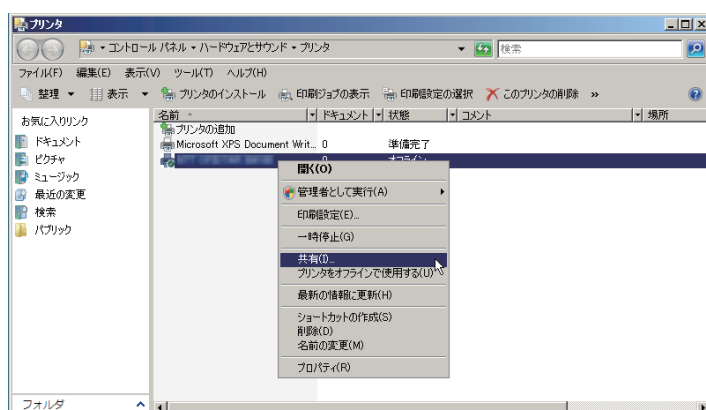 プリンタ
コントロール パネル ▸ ハードウェアとサウンド ▸ プリンタ
検索
ファイル(F) 編集(E) 表示(V) ツール(T) ヘルプ(H)
整理 表示 プリンタのインストール 印刷ジョブの表示 印刷設定の選択 このプリンタの削除 »
お気に入りリンク
ドキュメント
ピクチャ
ミュージック
最近の変更
検索
パブリック
フォルダ
名前 ドキュメント 状態 コメント 場所
プリンタの追加
Microsoft XPS Document Writ... 0 準備完了
0 オフライン
開く(O)
管理者として実行(A)
印刷設定(E)...
一時停止(G)
共有(I)...
プリンタをオフラインで使用する(U)
最新の情報に更新(H)
ショートカットの作成(S)
削除(D)
名前の変更(M)
プロパティ(R)